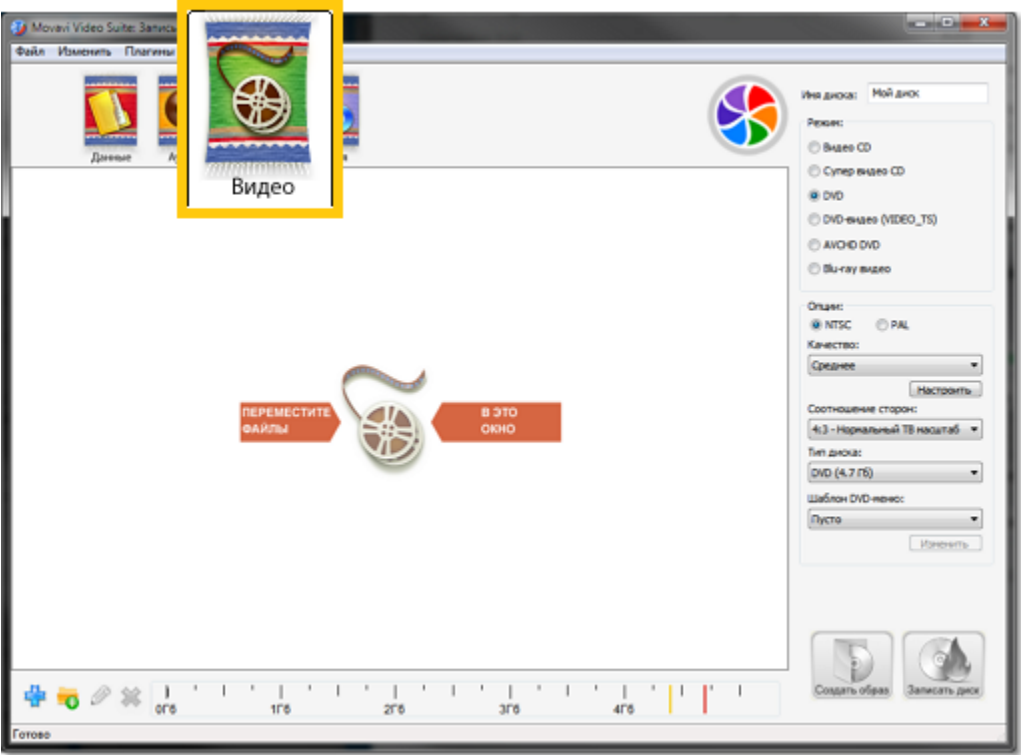 Movavi Video Suite: Запись
Файл Изменить Плагины
Данные
Видео
Имя диска: Мой диск
Режим:
Видео CD
Супер видео CD
DVD
DVD-видео (VIDEO_TS)
AVCHD DVD
Blu-ray видео
Опции:
NTSC PAL
Качество:
Среднее
Настроить
Соотношение сторон:
4:3 - Нормальный ТВ масштаб
Тип диска:
DVD (4.7 Гб)
Шаблон DVD-меню:
Пусто
Изменить
ПЕРЕМЕСТИТЕ
ФАЙЛЫ
В ЭТО
ОКНО
Создать образ Записать диск
0Гб 1Гб 2Гб 3Гб 4Гб
Готово